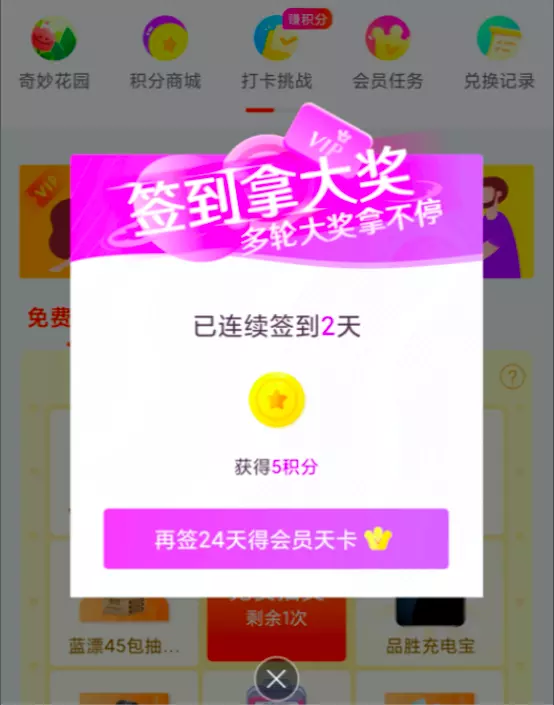 赚积分
奇妙花园
积分商城
打卡挑战
会员任务
兑换记录
VIP
VIP
签到拿大奖
多轮大奖拿不停
免费
已连续签到2天
?
获得5积分
再签24天得会员天卡
剩余1次
蓝漂45包抽...
品胜充电宝